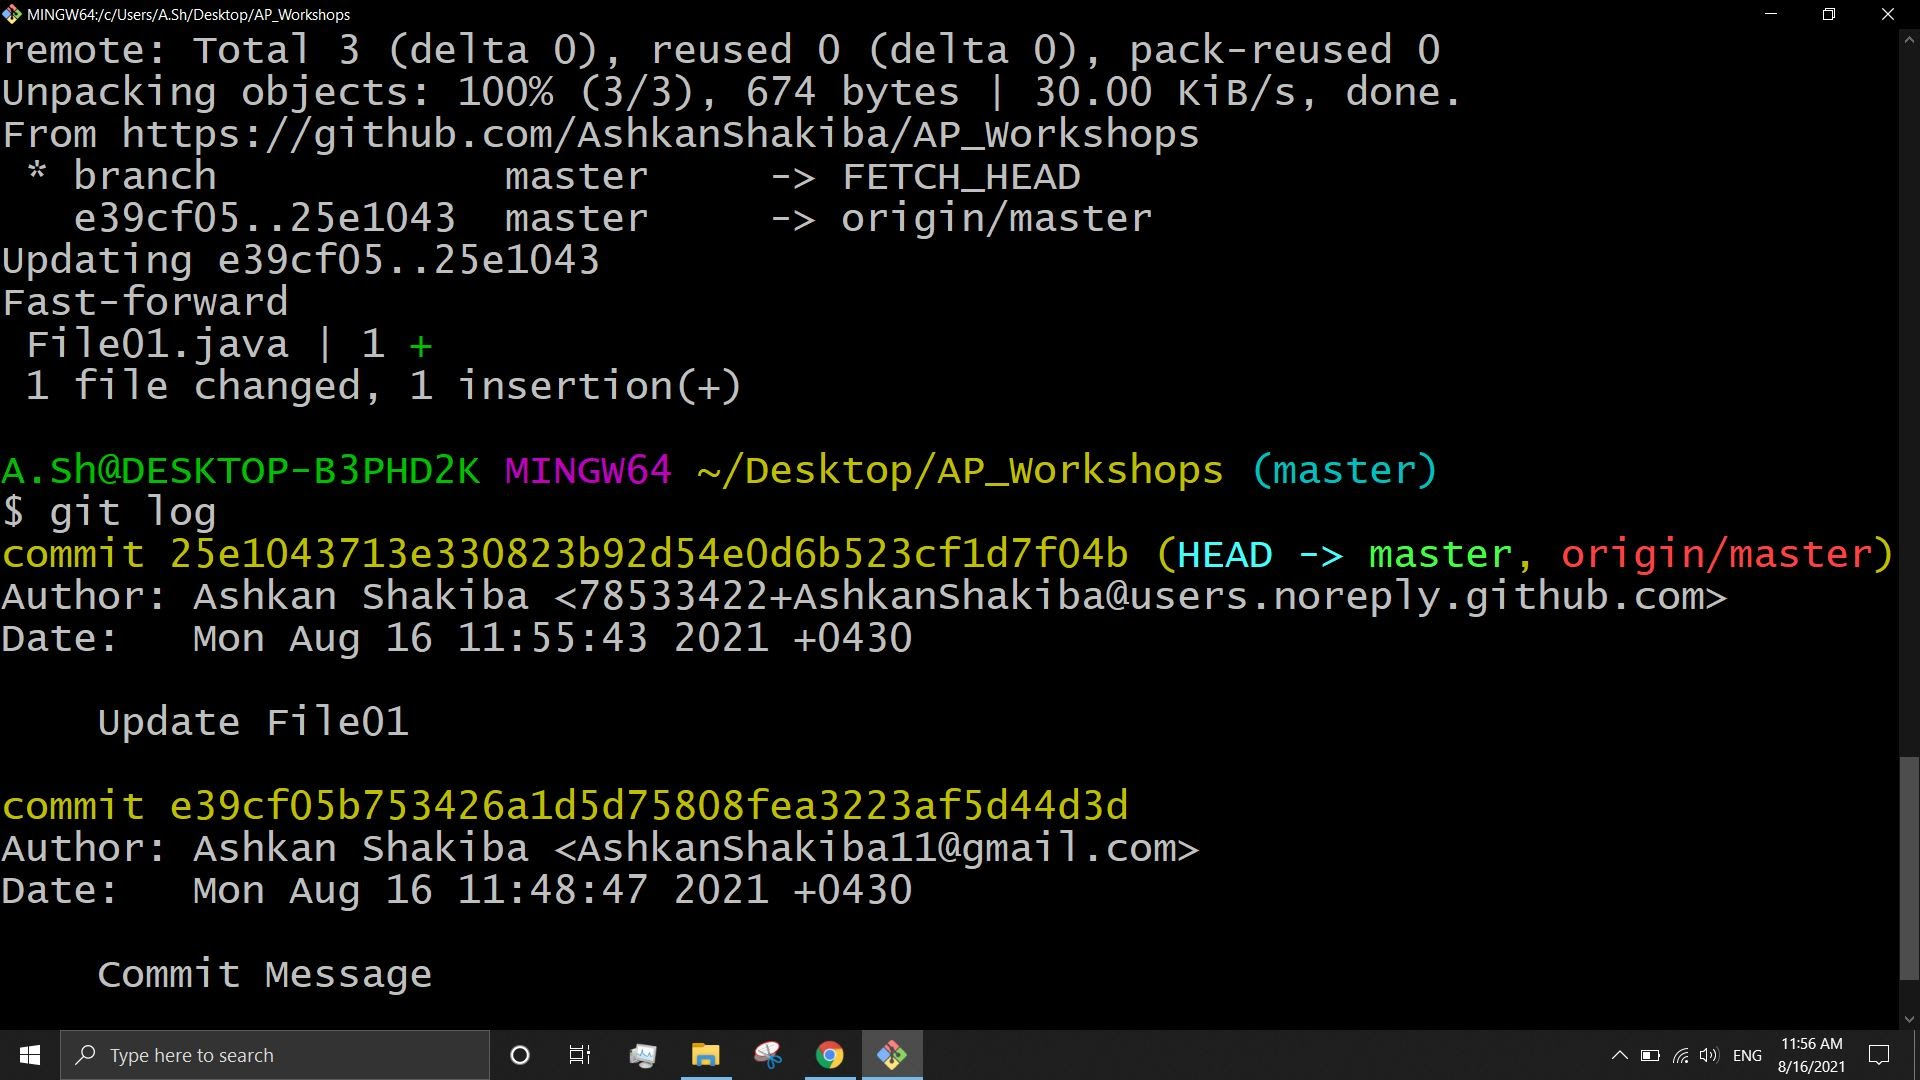 MINGW64:/c/Users/A.Sh/Desktop/AP_Workshops
remote: Total 3 (delta 0), reused 0 (delta 0), pack-reused 0
Unpacking objects: 100% (3/3), 674 bytes | 30.00 KiB/s, done.
From https://github.com/AshkanShakiba/AP_Workshops
 * branch            master     -> FETCH_HEAD
   e39cf05..25e1043  master     -> origin/master
Updating e39cf05..25e1043
Fast-forward
 File01.java | 1 +
 1 file changed, 1 insertion(+)
A.Sh@DESKTOP-B3PHD2K MINGW64 ~/Desktop/AP_Workshops (master)
$ git log
commit 25e1043713e330823b92d54e0d6b523cf1d7f04b (HEAD -> master, origin/master)
Author: Ashkan Shakiba <78533422+AshkanShakiba@users.noreply.github.com>
Date:   Mon Aug 16 11:55:43 2021 +0430
    Update File01
commit e39cf05b753426a1d5d75808fea3223af5d44d3d
Author: Ashkan Shakiba <AshkanShakiba11@gmail.com>
Date:   Mon Aug 16 11:48:47 2021 +0430
    Commit Message
Type here to search
ENG
11:56 AM
8/16/2021